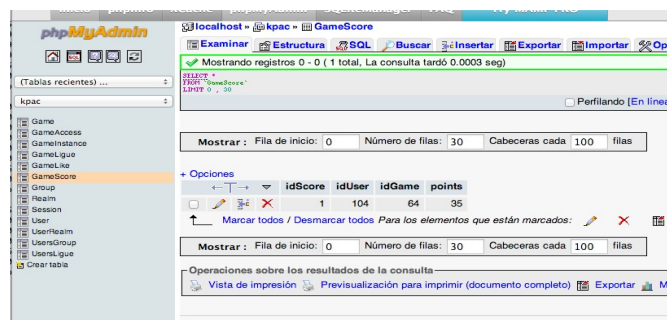 phpMyAdmin
(Tablas recientes) ...
kpac
Game
GameAccess
GameInstance
GameLigue
GameLike
GameScore
Group
Realm
Session
User
UserRealm
UsersGroup
UsersLigue
Crear tabla
localhost » kpac » GameScore
Examinar Estructura SQL Buscar Insertar Exportar Importar Op
Mostrando registros 0 - 0 ( 1 total, La consulta tardó 0.0003 seg)
SELECT *
FROM `GameScore`
LIMIT 0 , 30
Perfilando [En línea
Mostrar : Fila de inicio: 0 Número de filas: 30 Cabeceras cada 100 filas
+ Opciones
idScore idUser idGame points
1 104 64 35
Marcar todos / Desmarcar todos Para los elementos que están marcados:
Mostrar : Fila de inicio: 0 Número de filas: 30 Cabeceras cada 100 filas
Operaciones sobre los resultados de la consulta
Vista de impresión Previsualización para imprimir (documento completo) Exportar M